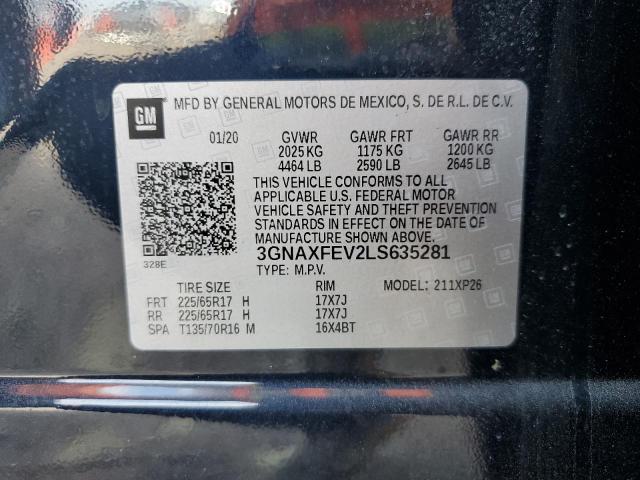 GM MFD BY GENERAL MOTORS DE MEXICO, S. DE R.L. DE C.V.
01/20 GVWR GAWR FRT GAWR RR
2025 KG 1175 KG 1200 KG
4464 LB 2590 LB 2645 LB
THIS VEHICLE CONFORMS TO ALL
APPLICABLE U.S. FEDERAL MOTOR
VEHICLE SAFETY AND THEFT PREVENTION
STANDARDS IN EFFECT ON THE DATE OF
MANUFACTURE SHOWN ABOVE.
3GNAXFEV2LS635281
328E TYPE: M.P.V.
TIRE SIZE RIM MODEL: 211XP26
FRT 225/65R17 H 17X7J
RR 225/65R17 H 17X7J
SPA T135/70R16 M 16X4BT